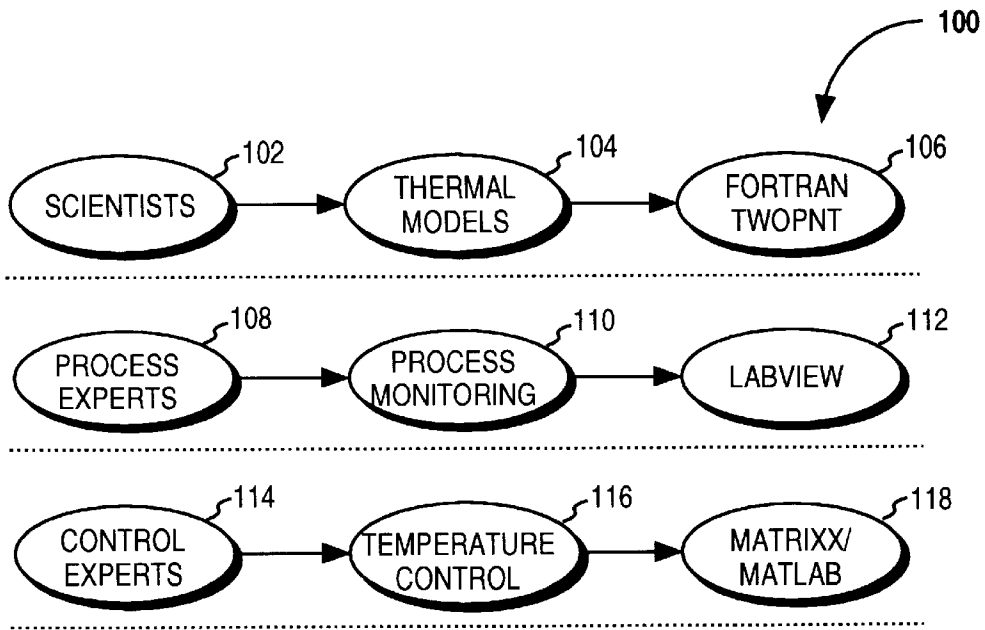 100
102
SCIENTISTS
104
THERMAL
MODELS
106
FORTRAN
TWOPNT
108
PROCESS
EXPERTS
110
PROCESS
MONITORING
112
LABVIEW
114
CONTROL
EXPERTS
116
TEMPERATURE
CONTROL
118
MATRIXX/
MATLAB